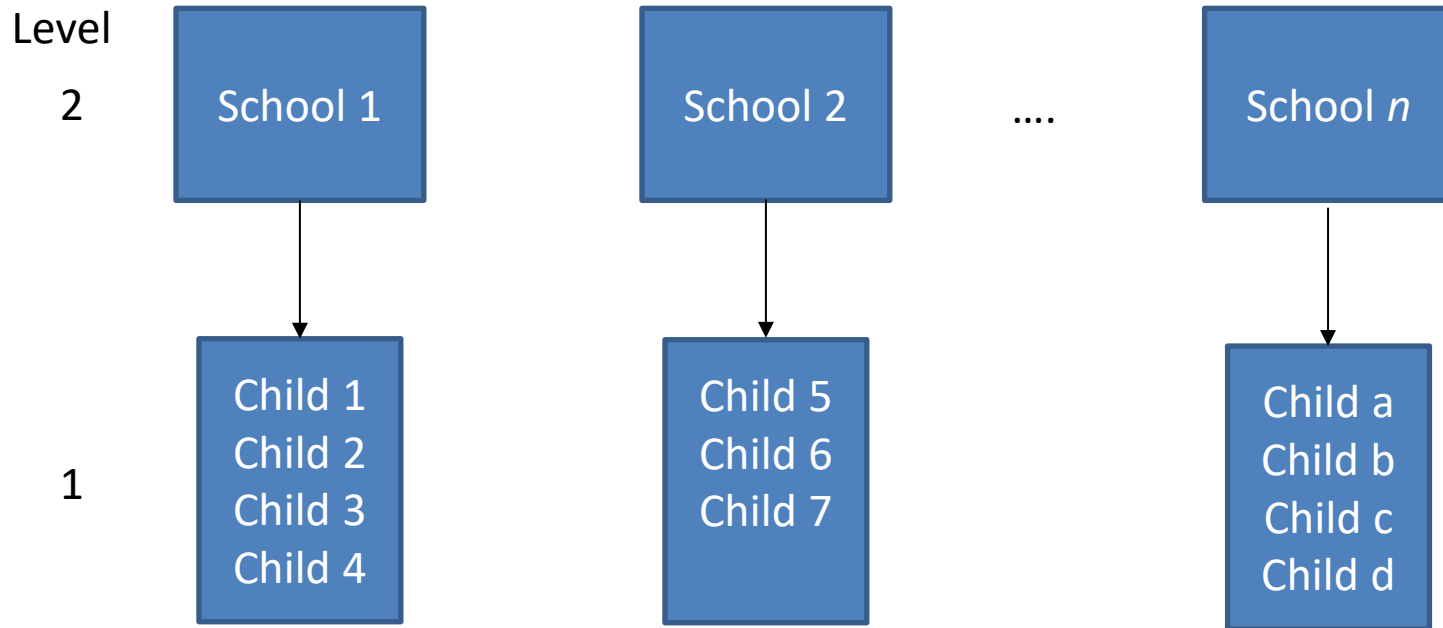 Level
2
School 1
School 2
....
School n
1
Child 1
Child 2
Child 3
Child 4
Child 5
Child 6
Child 7
Child a
Child b
Child c
Child d